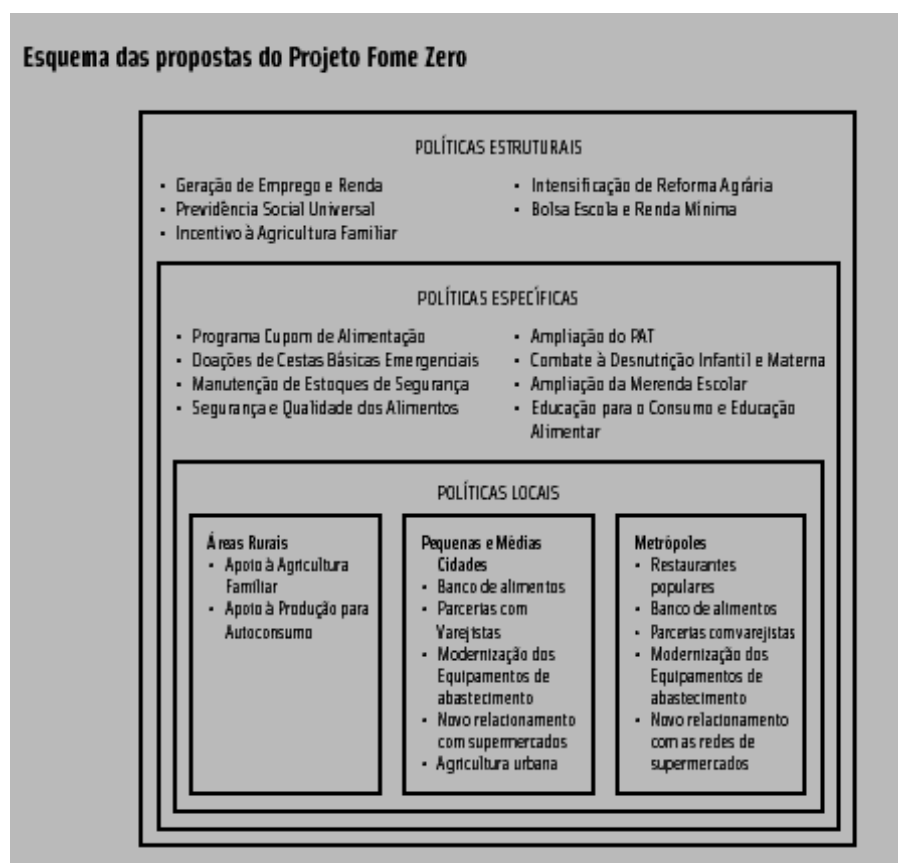 Esquema das propostas do Projeto Fome Zero
POLÍTICAS ESTRUTURAIS
• Geração de Emprego e Renda
• Previdência Social Universal
• Incentivo à Agricultura Familiar
• Intensificação de Reforma Agrária
• Bolsa Escola e Renda Mínima
POLÍTICAS ESPECÍFICAS
• Programa Cupom de Alimentação
• Doações de Cestas Básicas Emergenciais
• Manutenção de Estoques de Segurança
• Segurança e Qualidade dos Alimentos
• Ampliação do PAT
• Combate à Desnutrição Infantil e Materna
• Ampliação da Merenda Escolar
• Educação para o Consumo e Educação
Alimentar
POLÍTICAS LOCAIS
Áreas Rurais
• Apoio à Agricultura
Familiar
• Apoio à Produção para
Autoconsumo
Pequenas e Médias
Cidades
• Banco de alimentos
• Parcerias com
Varejistas
• Modernização dos
Equipamentos de
abastecimento
• Novo relacionamento
com supermercados
• Agricultura urbana
Metrópoles
• Restaurantes
populares
• Banco de alimentos
• Parcerias comvarejistas
• Modernização dos
Equipamentos de
abastecimento
• Novo relacionamento
com as redes de
supermercados